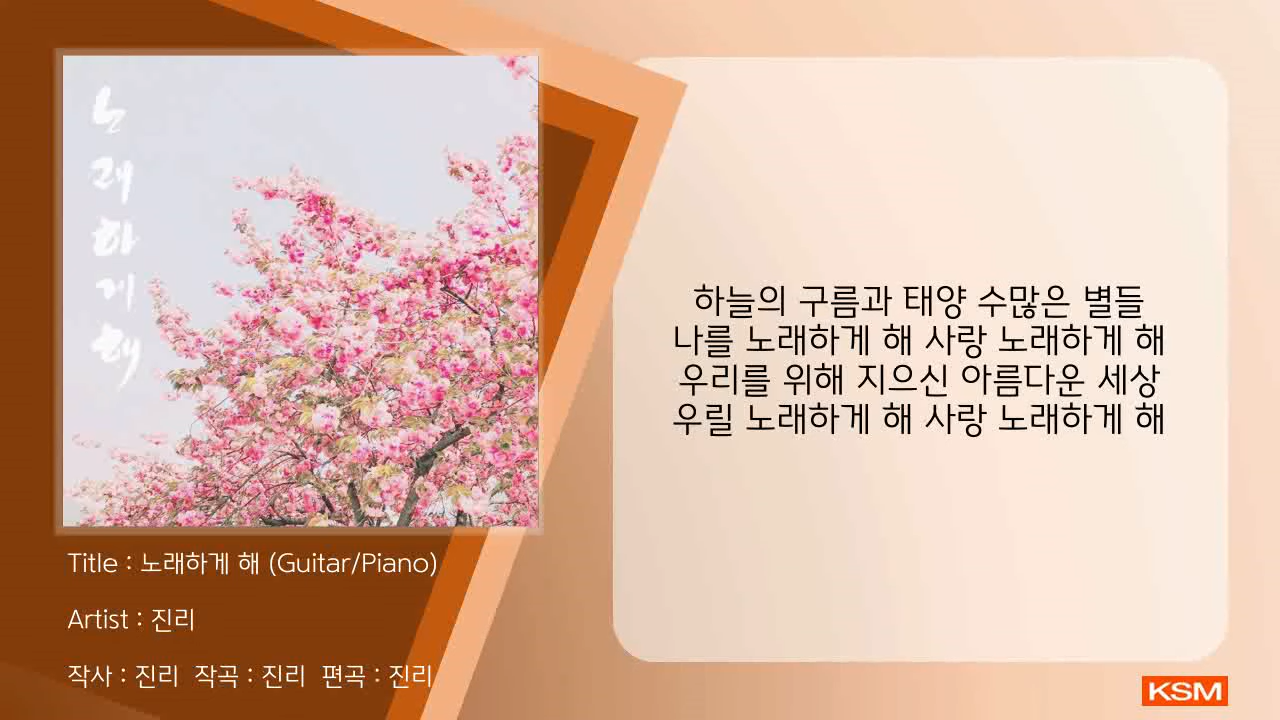 노
래
하
게
해
Title : 노래하게 해 (Guitar/Piano)
Artist : 진리
작사 : 진리 작곡 : 진리 편곡 : 진리
하늘의 구름과 태양 수많은 별들
나를 노래하게 해 사랑 노래하게 해
우리를 위해 지으신 아름다운 세상
우릴 노래하게 해 사랑 노래하게 해
KSM